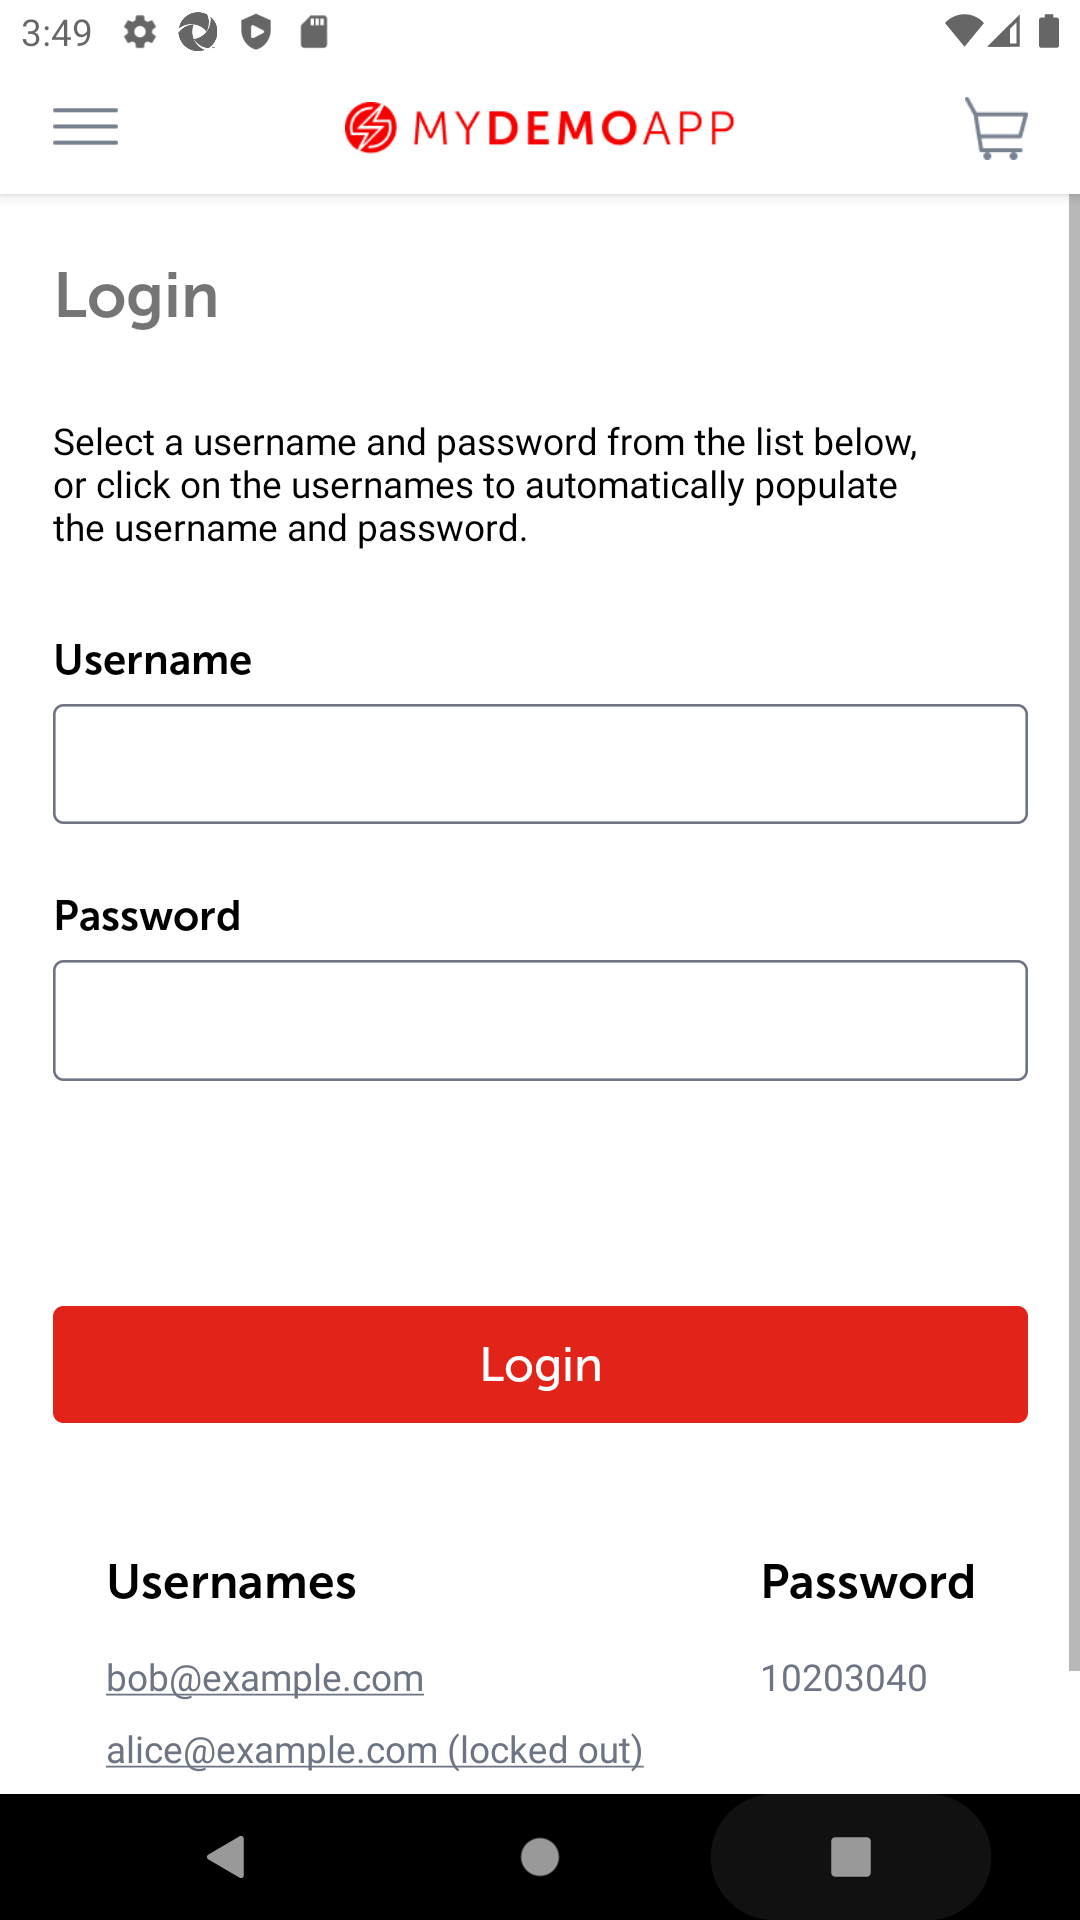 3:49
MYDEMOAPP
Login
Select a username and password from the list below,
or click on the usernames to automatically populate
the username and password.
Username
Password
Login
Usernames Password
bob@example.com 10203040
alice@example.com (locked out)